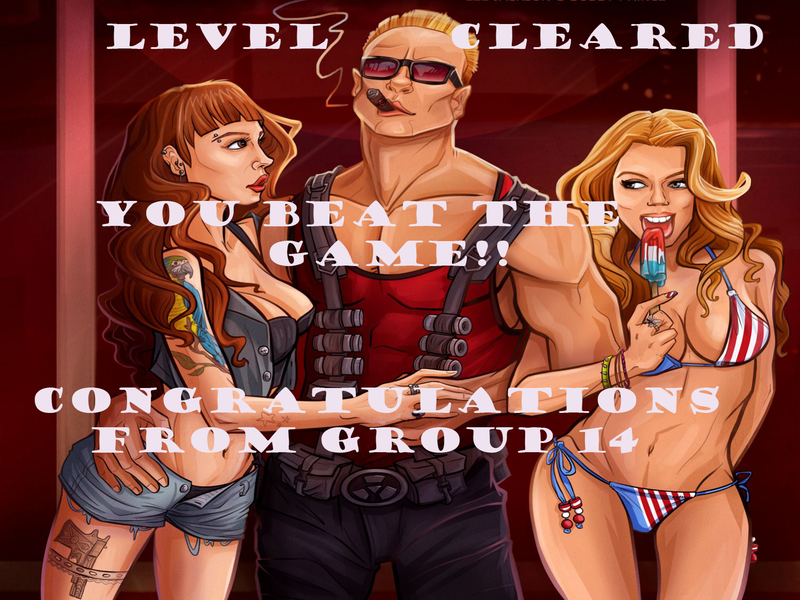 LEVEL CLEARED
YOU BEAT THE
GAME!!
CONGRATULATIONS
FROM GROUP 14